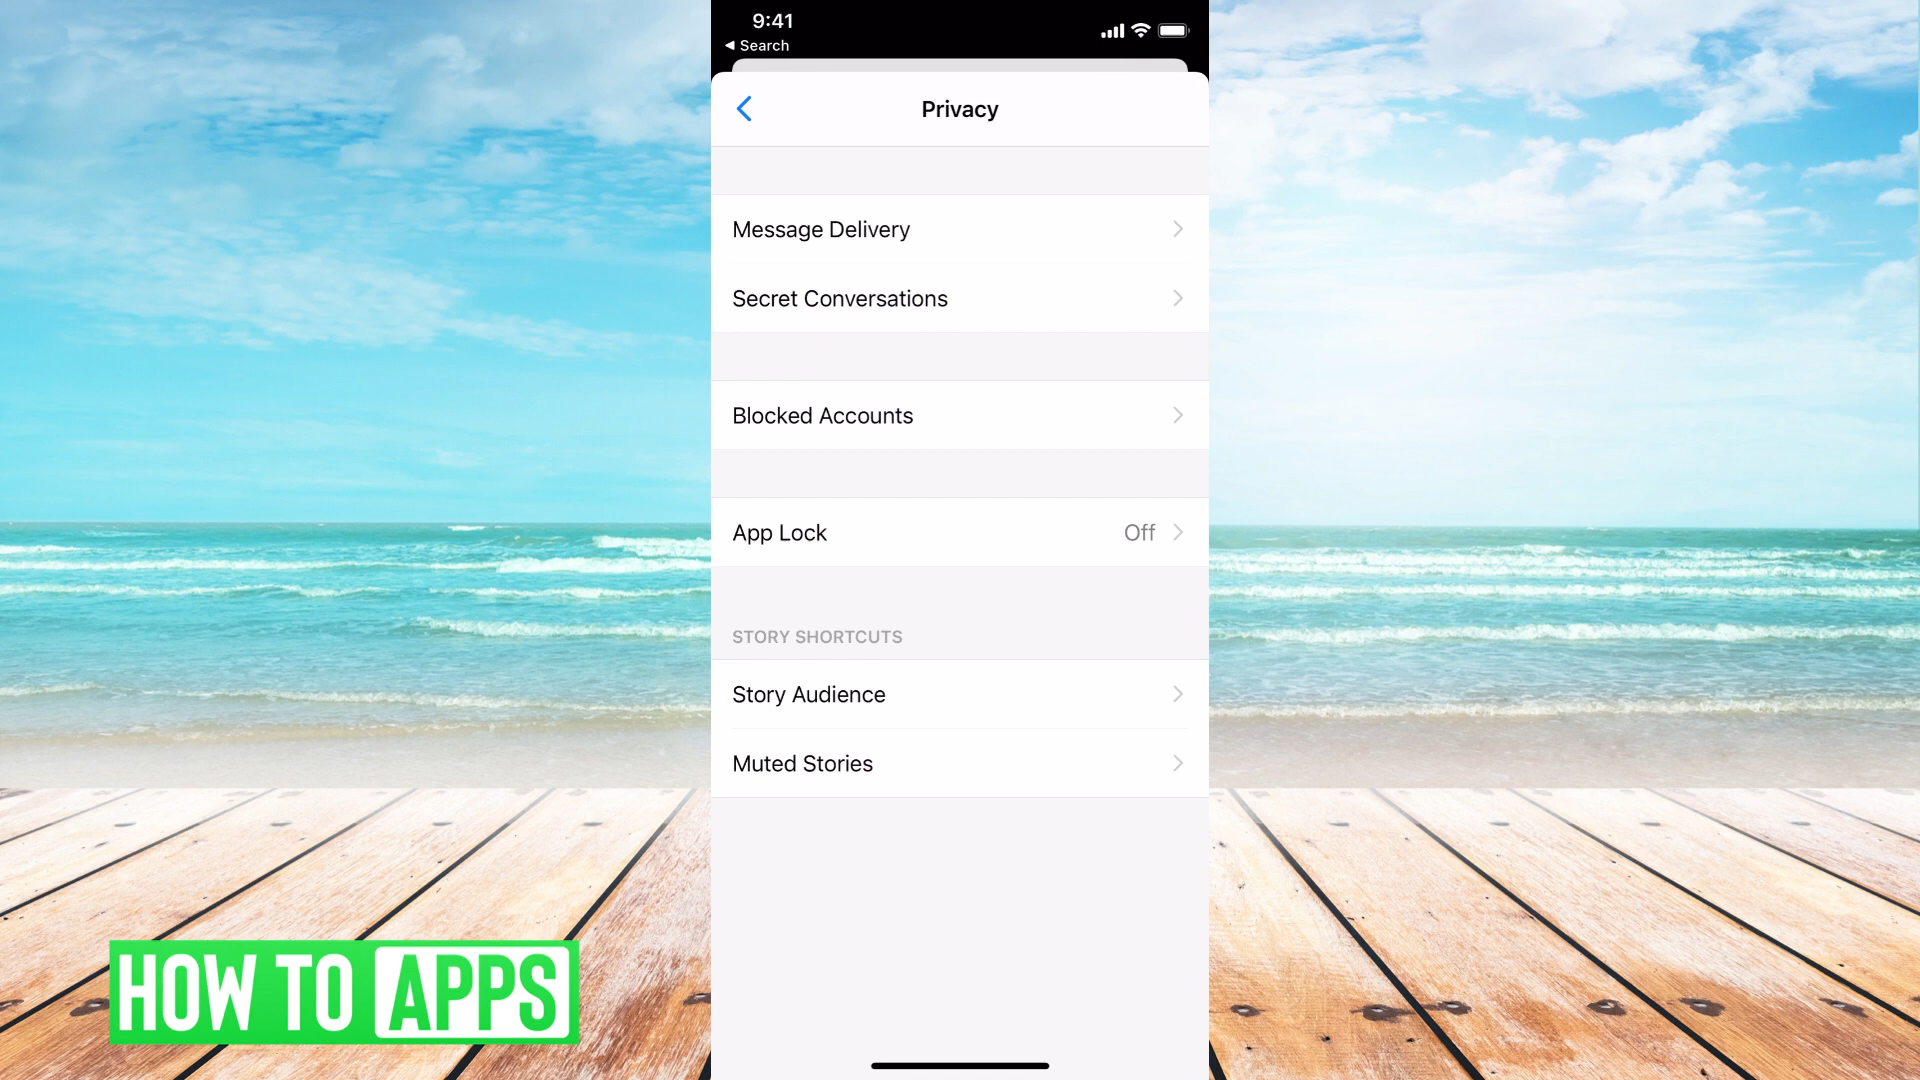 9:41
Search
Privacy
Message Delivery
Secret Conversations
Blocked Accounts
App Lock Off
STORY SHORTCUTS
Story Audience
Muted Stories
HOW TO APPS